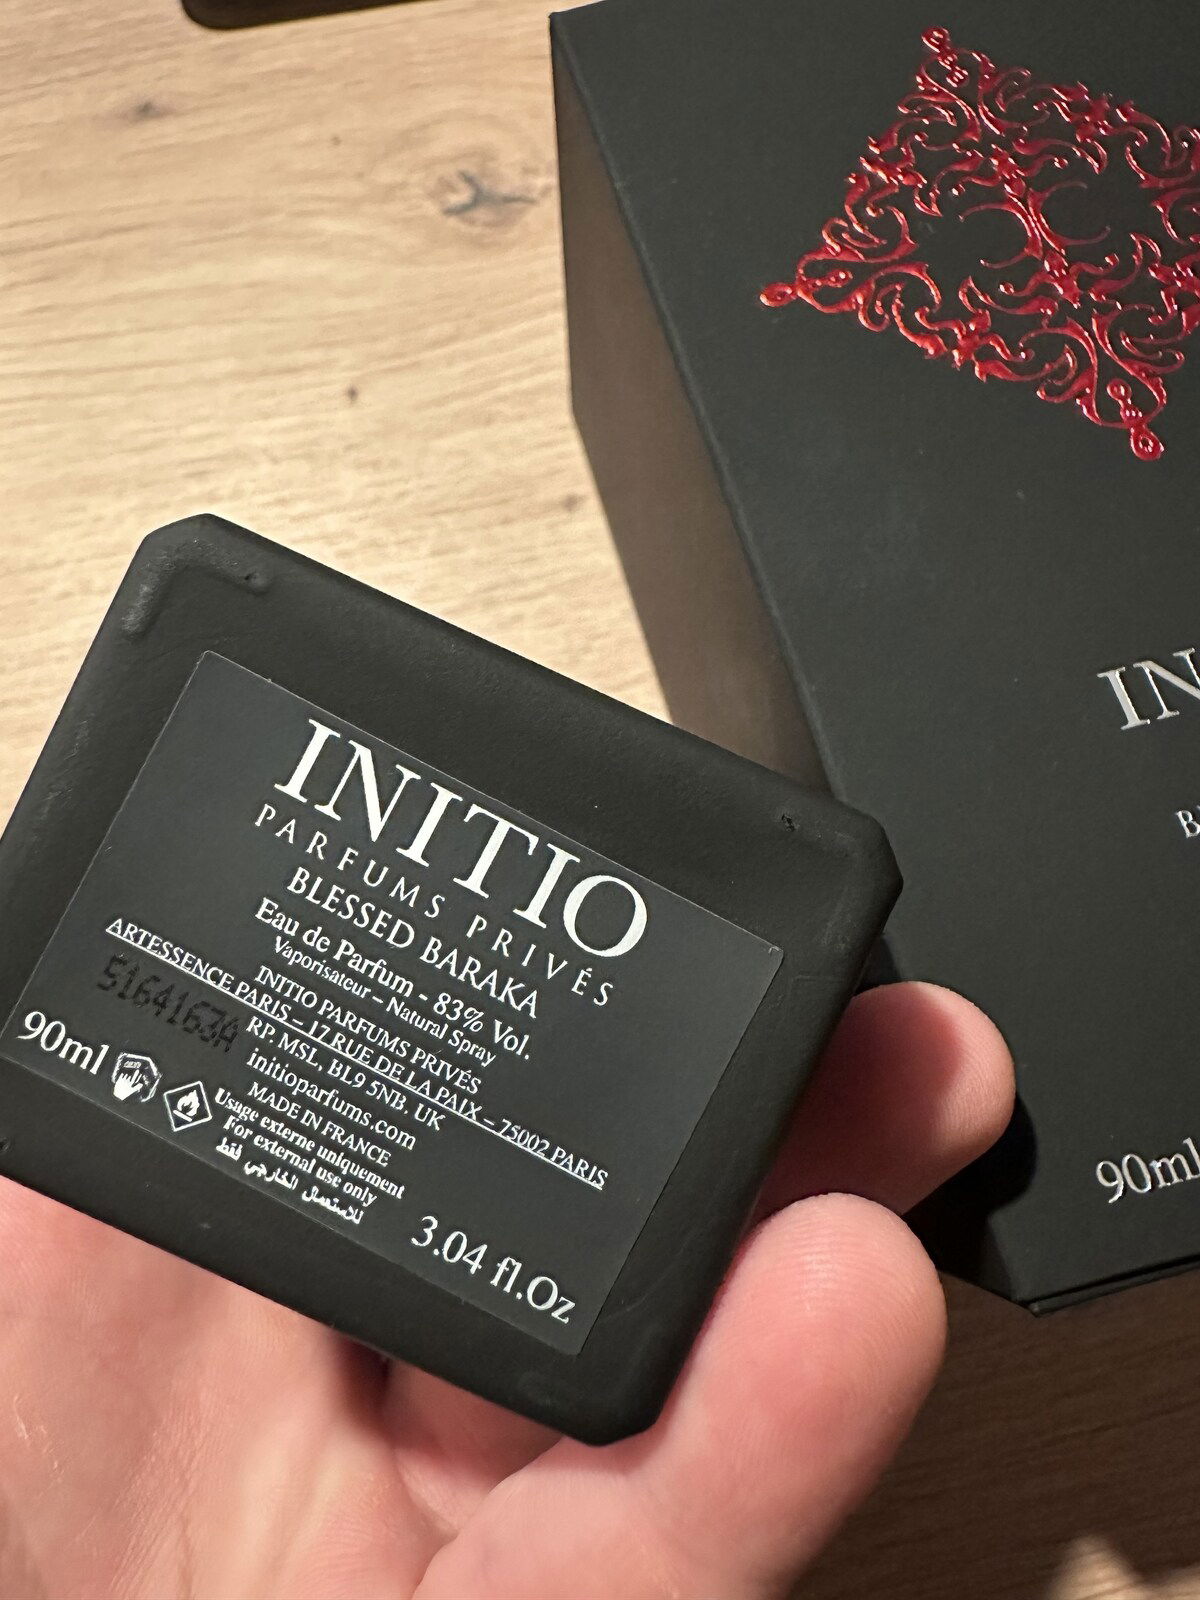 INITIO
PARFUMS PRIVÉS
BLESSED BARAKA
Eau de Parfum - 83% Vol.
Vaporisateur – Natural Spray
INITIO PARFUMS PRIVÉS
ARTESSENCE PARIS – 17 RUE DE LA PAIX – 75002 PARIS
5164163A
RP. MSL, BL9 5NB, UK
initioparfums.com
MADE IN FRANCE
Usage externe uniquement
For external use only
للاستعمال الخارجي فقط
90ml
3.04 fl.Oz
IN
B
90ml